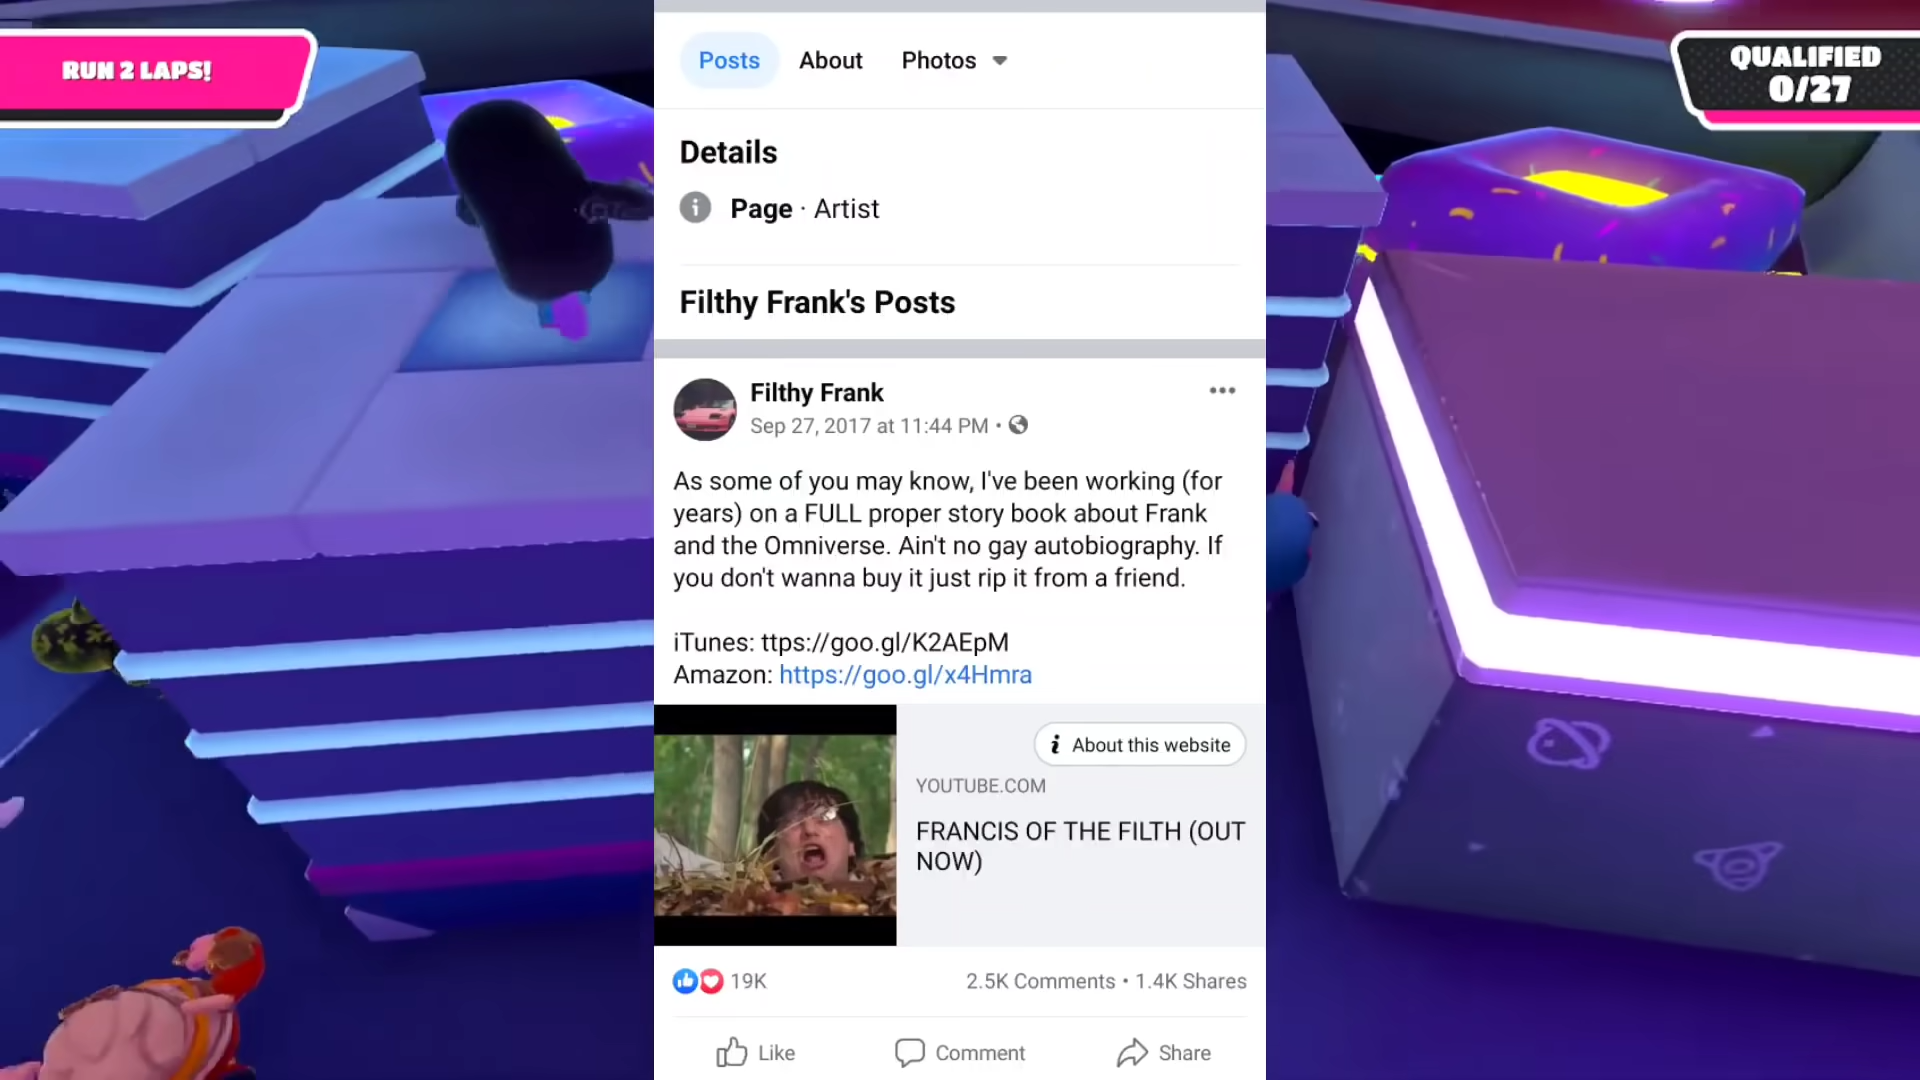 RUN 2 LAPS!
QUALIFIED
0/27
Posts About Photos
Details
Page · Artist
Filthy Frank's Posts
Filthy Frank
Sep 27, 2017 at 11:44 PM •
As some of you may know, I've been working (for
years) on a FULL proper story book about Frank
and the Omniverse. Ain't no gay autobiography. If
you don't wanna buy it just rip it from a friend.
iTunes: ttps://goo.gl/K2AEpM
Amazon: https://goo.gl/x4Hmra
About this website
YOUTUBE.COM
FRANCIS OF THE FILTH (OUT
NOW)
19K 2.5K Comments • 1.4K Shares
Like Comment Share